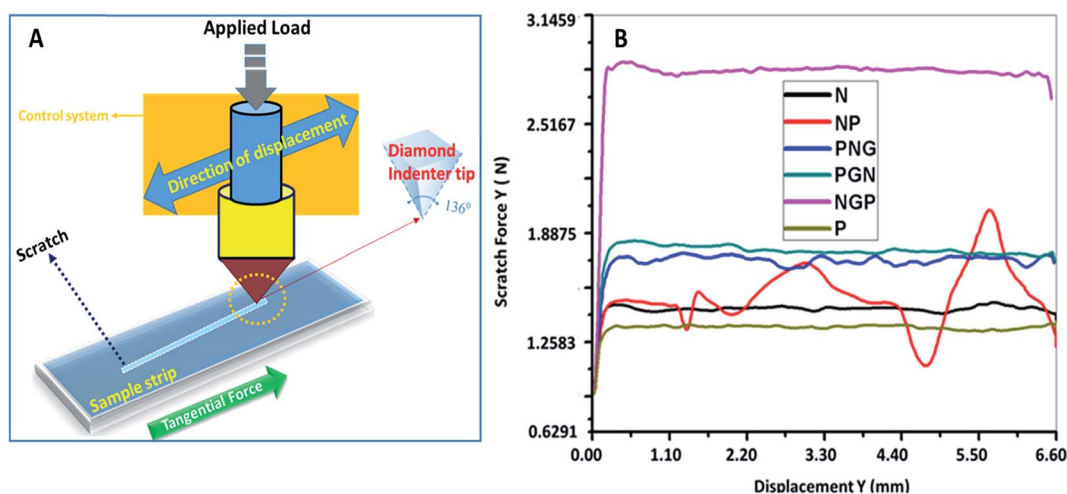 A
Applied Load
Control system
Direction of displacement
Diamond
Indenter tip
136⁰
Scratch
Sample strip
Tangential Force
B
3.1459
2.5167
1.8875
1.2583
0.6291
Scratch Force Y ( N)
N
NP
PNG
PGN
NGP
P
0.00 1.10 2.20 3.30 4.40 5.50 6.60
Displacement Y (mm)